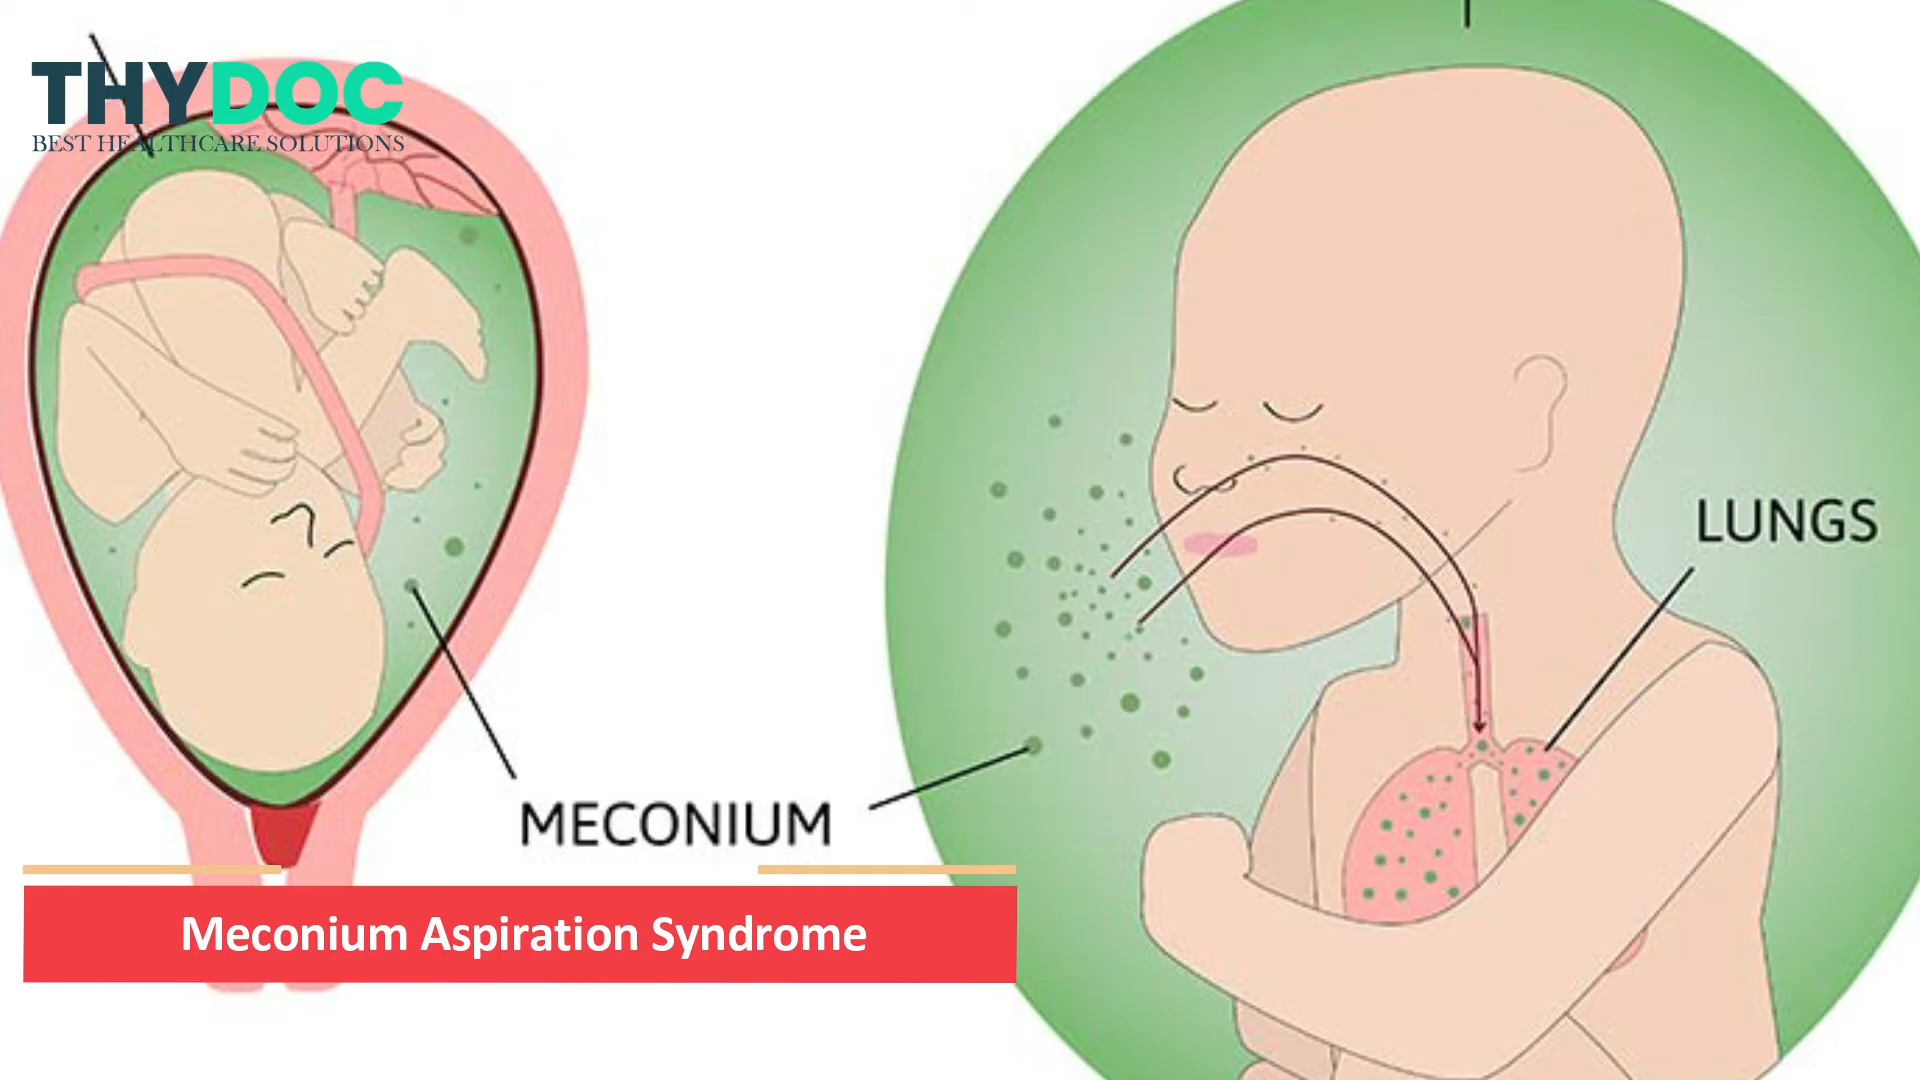 THYDOC
BEST HEALTHCARE SOLUTIONS
LUNGS
MECONIUM
Meconium Aspiration Syndrome